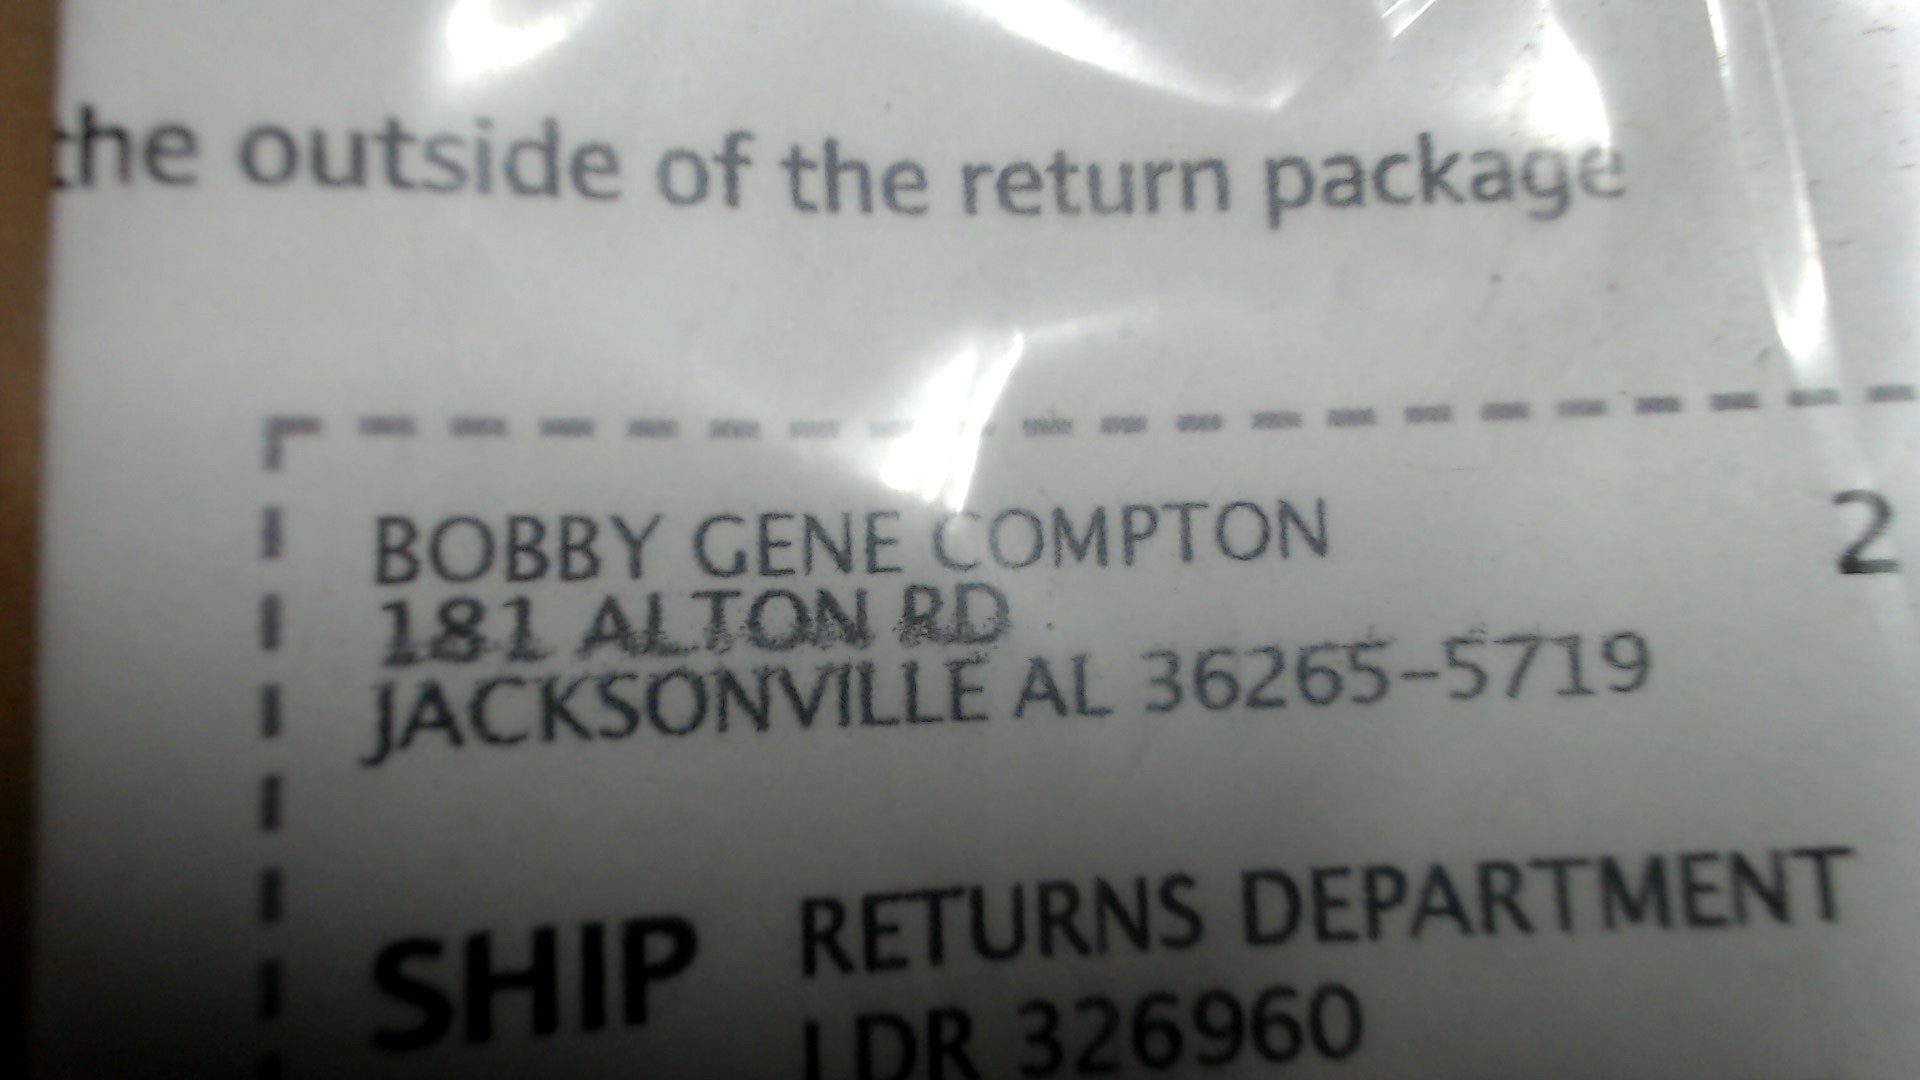 the outside of the return package
BOBBY GENE COMPTON 2
181 ALTON RD
JACKSONVILLE AL 36265-5719
SHIP RETURNS DEPARTMENT
LDR 326960